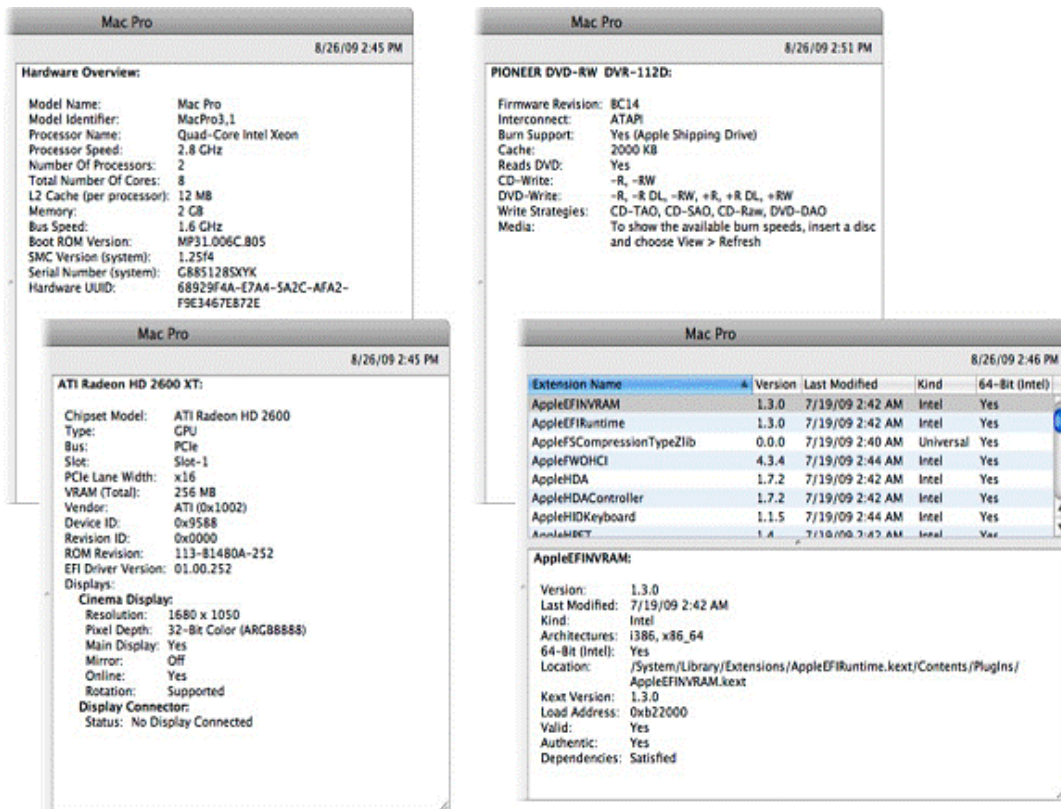 Mac Pro
8/26/09 2:45 PM
Hardware Overview:
Model Name: Mac Pro
Model Identifier: MacPro3,1
Processor Name: Quad-Core Intel Xeon
Processor Speed: 2.8 GHz
Number Of Processors: 2
Total Number Of Cores: 8
L2 Cache (per processor): 12 MB
Memory: 2 GB
Bus Speed: 1.6 GHz
Boot ROM Version: MP31.006C.B05
SMC Version (system): 1.25f4
Serial Number (system): G885128SXYK
Hardware UUID: 68929F4A-E7A4-5A2C-AFA2-
F9E3467E872E
Mac Pro
8/26/09 2:51 PM
PIONEER DVD-RW DVR-112D:
Firmware Revision: BC14
Interconnect: ATAPI
Burn Support: Yes (Apple Shipping Drive)
Cache: 2000 KB
Reads DVD: Yes
CD-Write: -R, -RW
DVD-Write: -R, -R DL, -RW, +R, +R DL, +RW
Write Strategies: CD-TAO, CD-SAO, CD-Raw, DVD-DAO
Media: To show the available burn speeds, insert a disc
and choose View > Refresh
Mac Pro
8/26/09 2:45 PM
ATI Radeon HD 2600 XT:
Chipset Model: ATI Radeon HD 2600
Type: GPU
Bus: PCIe
Slot: Slot-1
PCIe Lane Width: x16
VRAM (Total): 256 MB
Vendor: ATI (0x1002)
Device ID: 0x9588
Revision ID: 0x0000
ROM Revision: 113-B1480A-252
EFI Driver Version: 01.00.252
Displays:
Cinema Display:
Resolution: 1680 x 1050
Pixel Depth: 32-Bit Color (ARGB8888)
Main Display: Yes
Mirror: Off
Online: Yes
Rotation: Supported
Display Connector:
Status: No Display Connected
Mac Pro
8/26/09 2:46 PM
Extension Name Version Last Modified Kind 64-Bit (Intel)
AppleEFINVRAM 1.3.0 7/19/09 2:42 AM Intel Yes
AppleEFIRuntime 1.3.0 7/19/09 2:42 AM Intel Yes
AppleFSCompressionTypeZlib 0.0.0 7/19/09 2:40 AM Universal Yes
AppleFWOHCI 4.3.4 7/19/09 2:44 AM Intel Yes
AppleHDA 1.7.2 7/19/09 2:42 AM Intel Yes
AppleHDAController 1.7.2 7/19/09 2:42 AM Intel Yes
AppleHIDKeyboard 1.1.5 7/19/09 2:44 AM Intel Yes
AppleHPET 1.4 7/19/09 2:42 AM Intel Yes
AppleEFINVRAM:
Version: 1.3.0
Last Modified: 7/19/09 2:42 AM
Kind: Intel
Architectures: i386, x86_64
64-Bit (Intel): Yes
Location: /System/Library/Extensions/AppleEFIRuntime.kext/Contents/PlugIns/
AppleEFINVRAM.kext
Kext Version: 1.3.0
Load Address: 0xb22000
Valid: Yes
Authentic: Yes
Dependencies: Satisfied